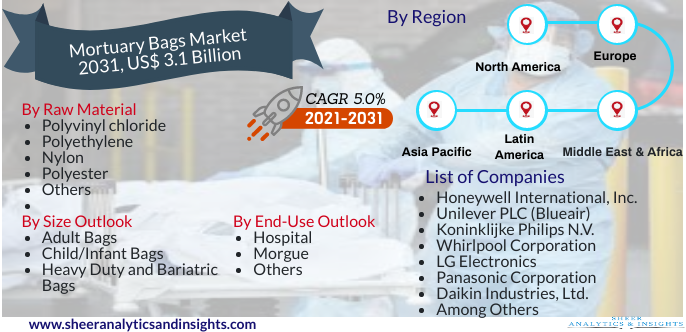 Mortuary Bags Market
2031, US$ 3.1 Billion
By Region
North America
Europe
Asia Pacific
Latin
America
Middle East & Africa
CAGR 5.0%
2021-2031
By Raw Material
• Polyvinyl chloride
• Polyethylene
• Nylon
• Polyester
• Others
•
By Size Outlook
• Adult Bags
• Child/Infant Bags
• Heavy Duty and Bariatric
Bags
By End-Use Outlook
• Hospital
• Morgue
• Others
List of Companies
• Honeywell International, Inc.
• Unilever PLC (Blueair)
• Koninklijke Philips N.V.
• Whirlpool Corporation
• LG Electronics
• Panasonic Corporation
• Daikin Industries, Ltd.
• Among Others
www.sheeranalyticsandinsights.com
SHEER
ANALYTICS & INSIGHTS